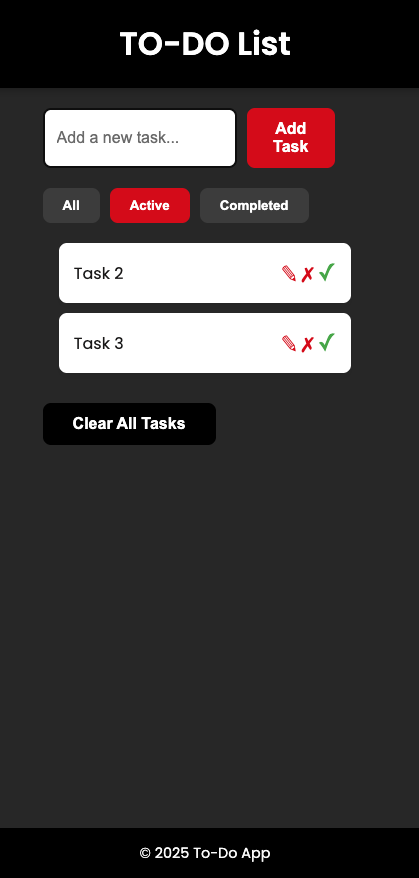 TO-DO List
Add a new task...
Add
Task
All Active Completed
Task 2 ✎ ✗ ✓
Task 3 ✎ ✗ ✓
Clear All Tasks
© 2025 To-Do App